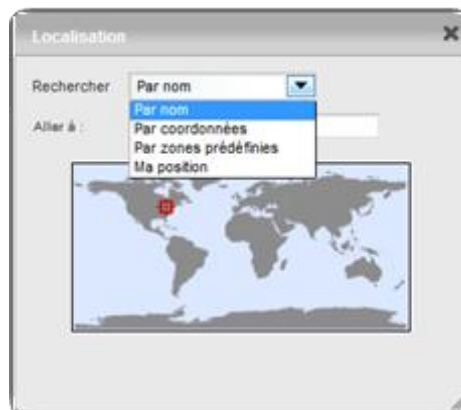 Localisation
Rechercher Par nom
Par nom
Aller à :
Par coordonnées
Par zones prédéfinies
Ma position